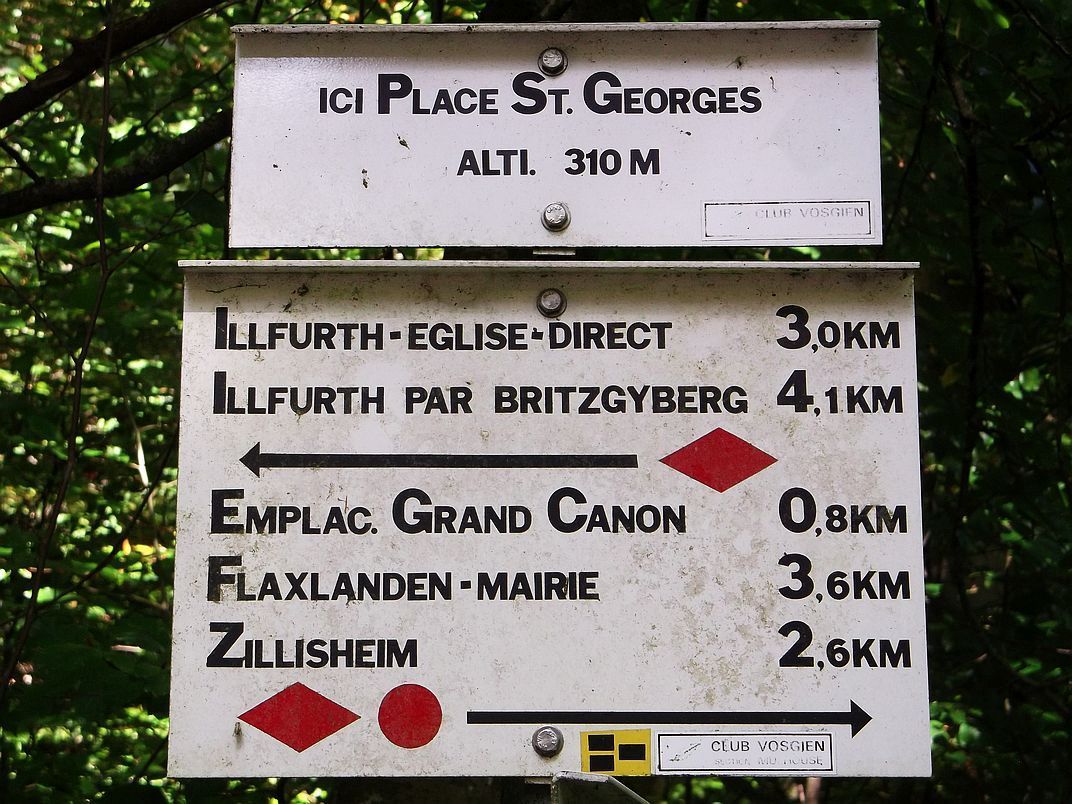 ICI PLACE ST. GEORGES
ALTI. 310 M
CLUB VOSGIEN
ILLFURTH-EGLISE-DIRECT 3,0KM
ILLFURTH PAR BRITZGYBERG 4,1KM
EMPLAC. GRAND CANON 0,8KM
FLAXLANDEN-MAIRIE 3,6KM
ZILLISHEIM 2,6KM
CLUB VOSGIEN